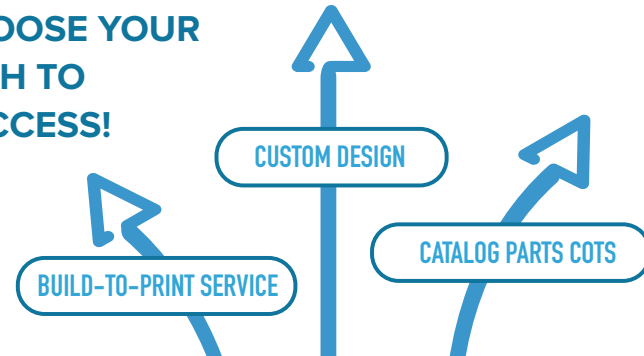 OOSE YOUR
H TO
CCESS!
CUSTOM DESIGN
CATALOG PARTS COTS
BUILD-TO-PRINT SERVICE